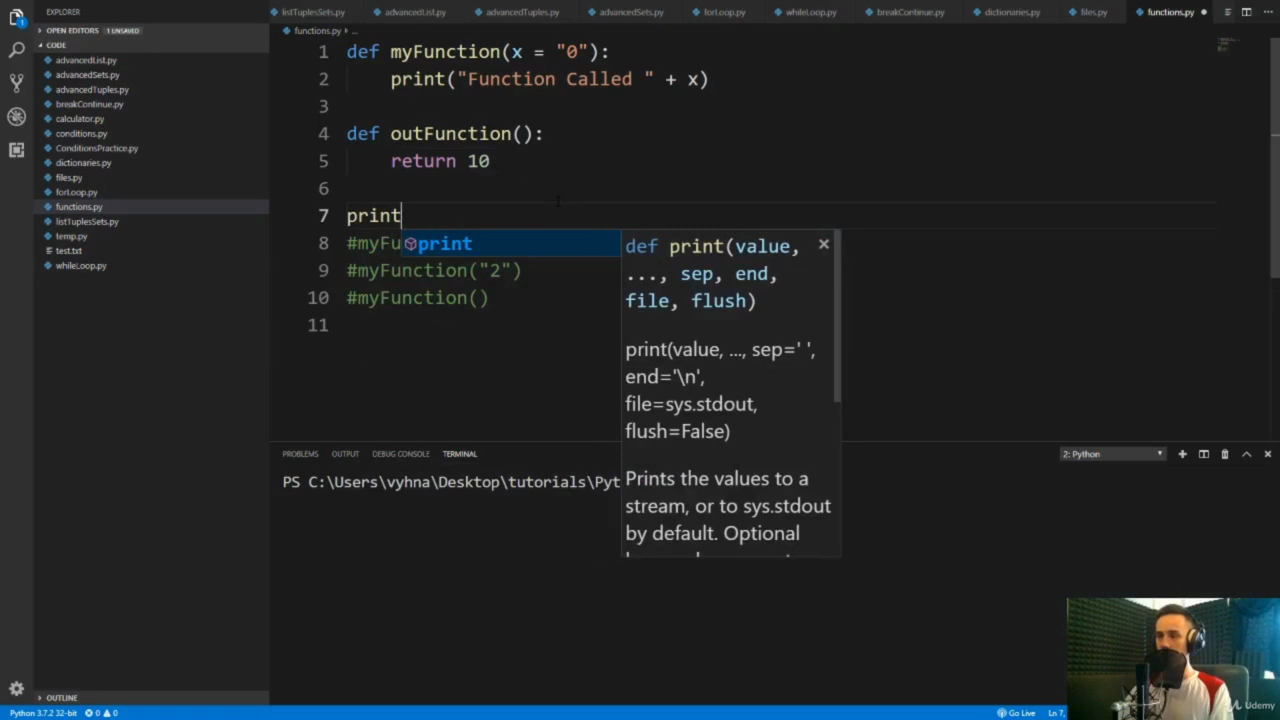 EXPLORER
OPEN EDITORS 1 UNSAVED
CODE
advancedList.py
advancedSets.py
advancedTuples.py
breakContinue.py
calculator.py
conditions.py
ConditionsPractice.py
dictionaries.py
files.py
forLoop.py
functions.py
listTuplesSets.py
temp.py
test.txt
whileLoop.py
OUTLINE
listTuplesSets.py advancedList.py advancedTuples.py advancedSets.py forLoop.py whileLoop.py breakContinue.py dictionaries.py files.py functions.py
functions.py › ...
1 def myFunction(x = "0"):
2 print("Function Called " + x)
3
4 def outFunction():
5 return 10
6
7 print
8 #myFu
9 #myFunction("2")
10 #myFunction()
11
print
def print(value,
..., sep, end,
file, flush)
print(value, ..., sep=' ',
end='\n',
file=sys.stdout,
flush=False)
Prints the values to a
stream, or to sys.stdout
by default. Optional
PROBLEMS OUTPUT DEBUG CONSOLE TERMINAL 2: Python
PS C:\Users\vyhna\Desktop\tutorials\Pyt
Udemy
Python 3.7.2 32-bit 0 0 Go Live Ln 7,